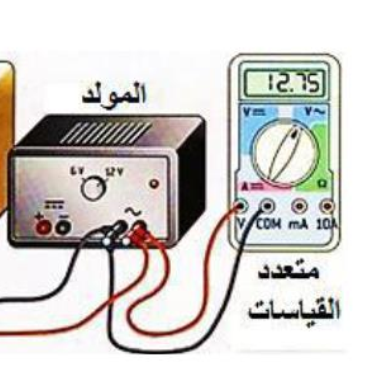 المولد
12.75
V⎓ V~
6V 12V
⎓
+ − ~
A⎓ Ω
V COM mA 10A
متعدد
القياسات